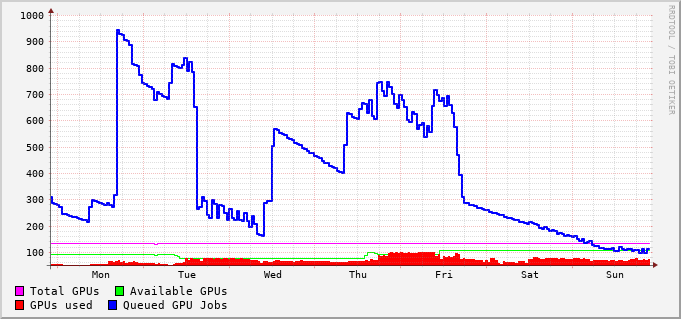 RRDTOOL / TOBI OETIKER
1000
900
800
700
600
500
400
300
200
100
Mon Tue Wed Thu Fri Sat Sun
Total GPUs Available GPUs
GPUs used Queued GPU Jobs